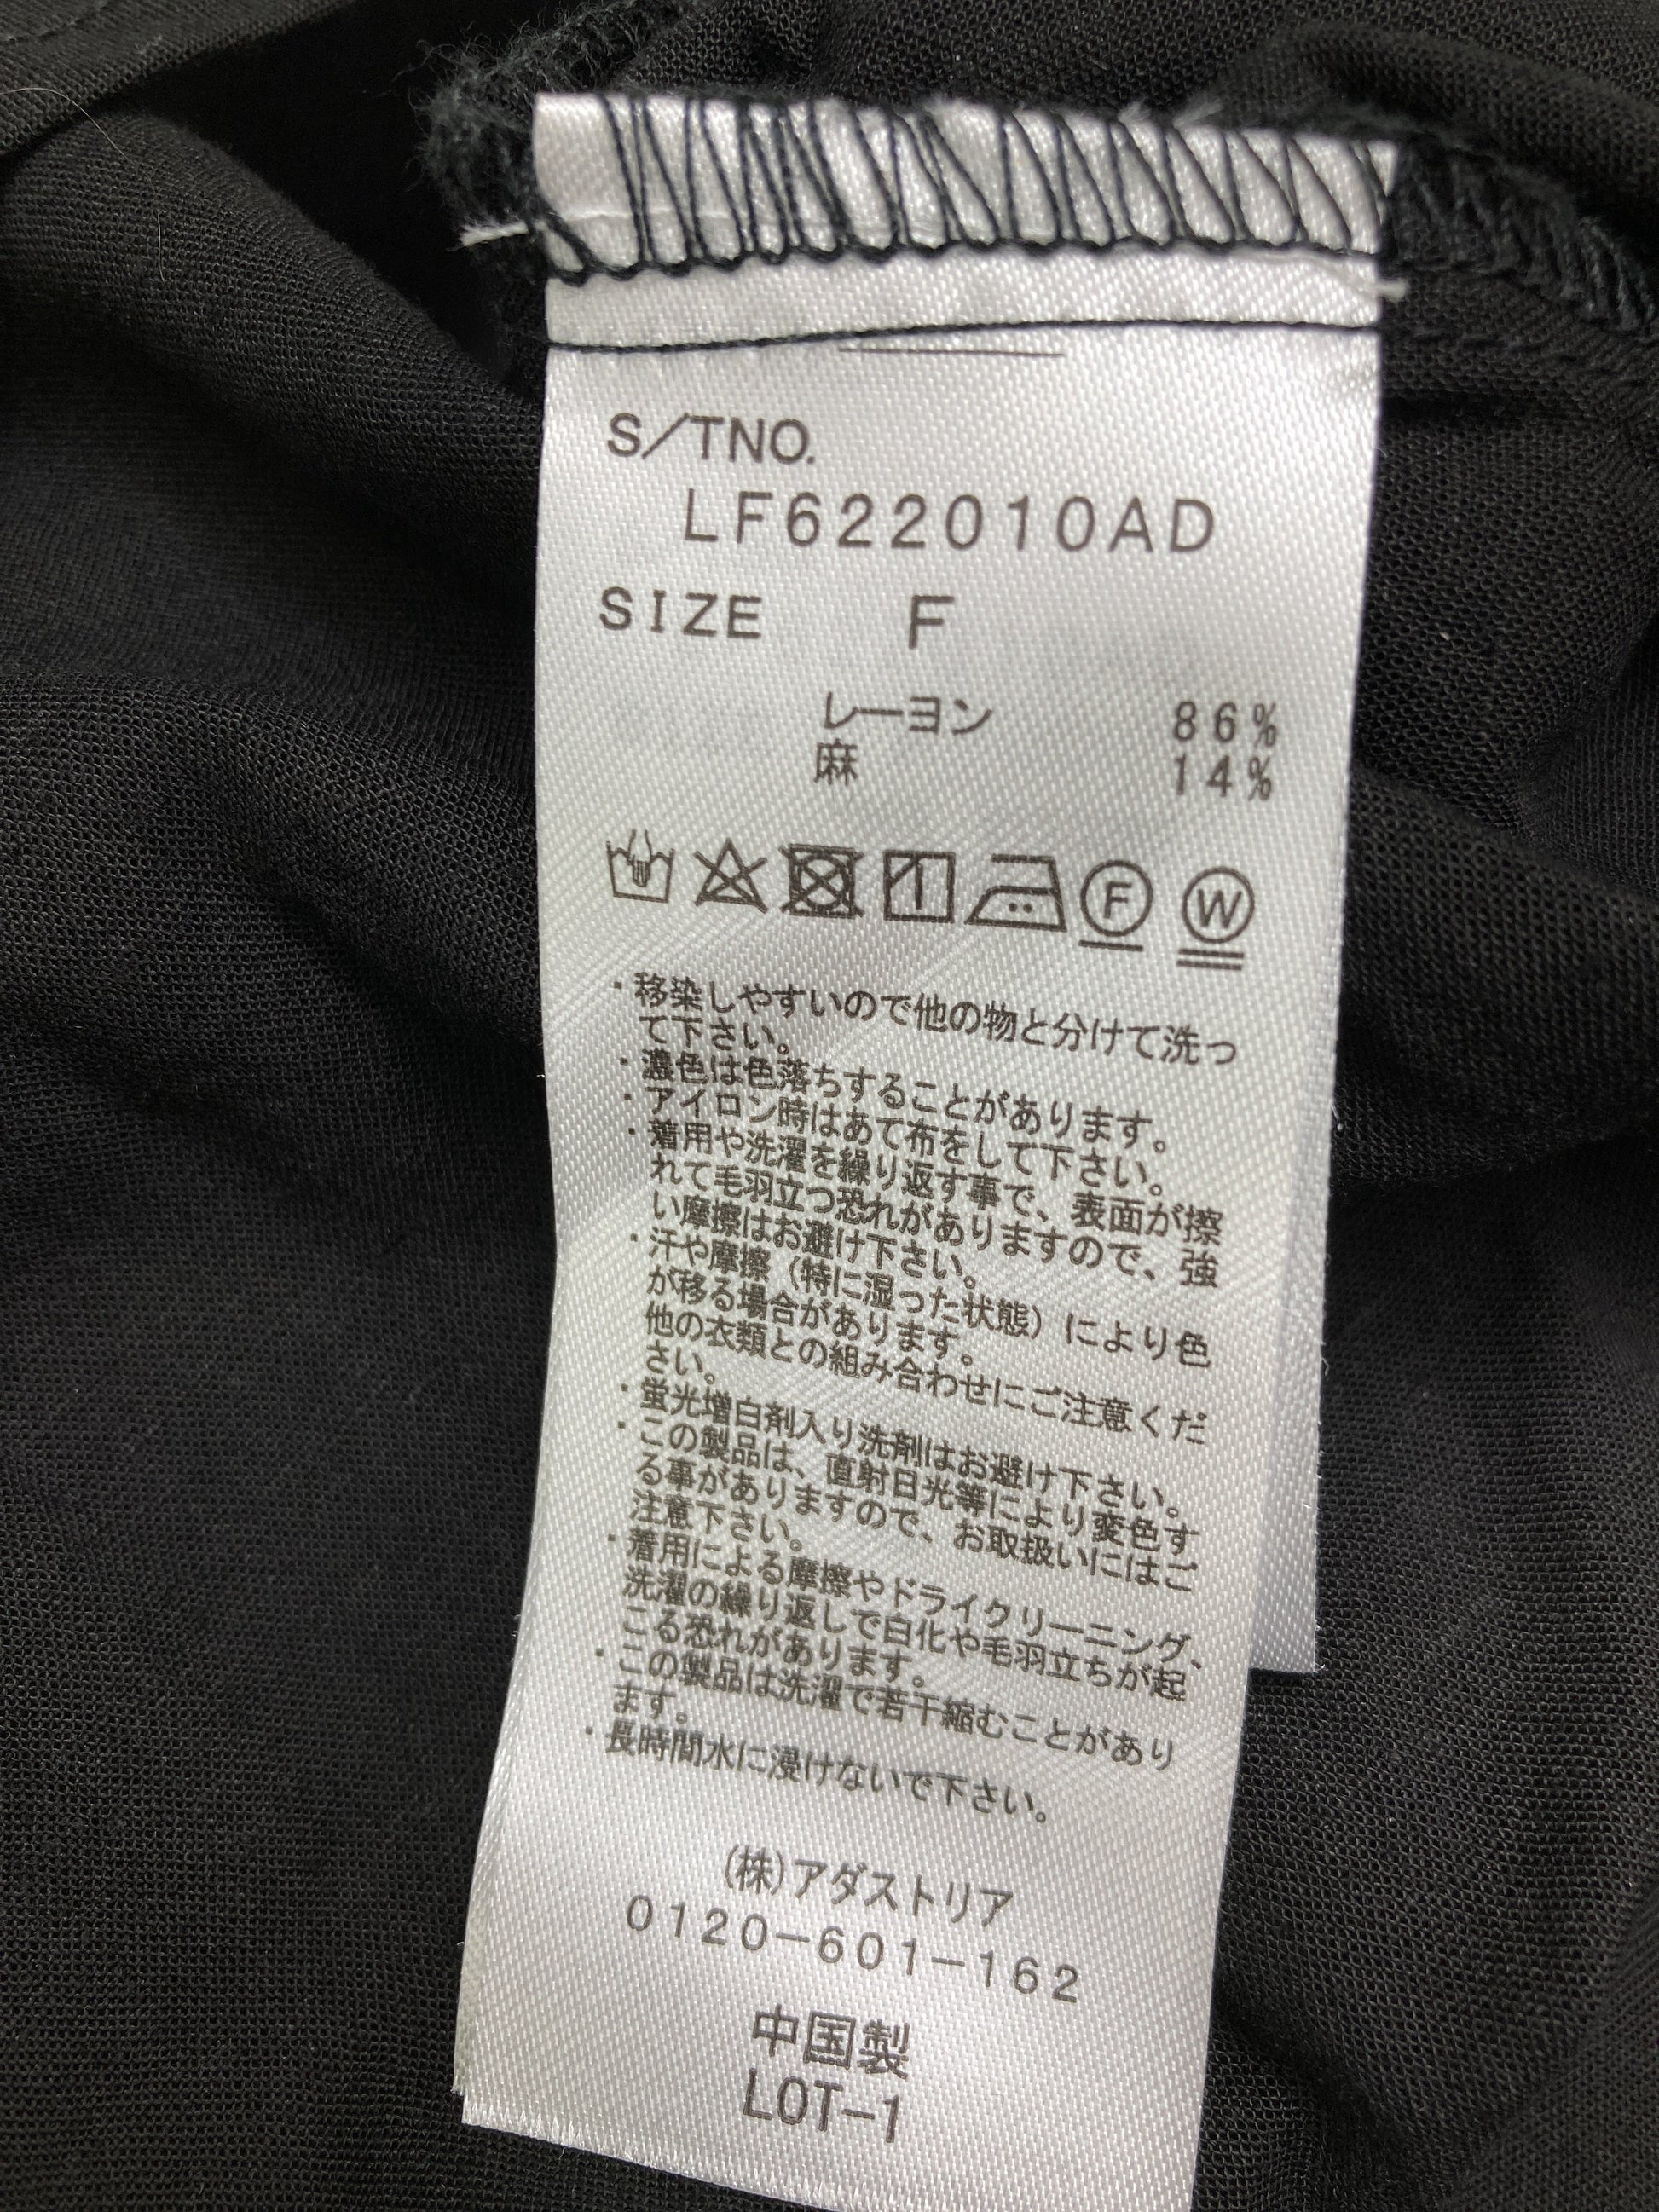 S/TNO.
LF622010AD
SIZE F
レーヨン 86%
麻 14%
F W
・移染しやすいので他の物と分けて洗っ
て下さい。
・濃色は色落ちすることがあります。
・アイロン時はあて布をして下さい。
・着用や洗濯を繰り返す事で、表面が擦
れて毛羽立つ恐れがありますので、強
い摩擦はお避け下さい。
・汗や摩擦（特に湿った状態）により色
が移る場合があります。
他の衣類との組み合わせにご注意くだ
さい。
・蛍光増白剤入り洗剤はお避け下さい。
・この製品は、直射日光等により変色す
る事がありますので、お取扱いにはご
注意下さい。
・着用による摩擦やドライクリーニング、
洗濯の繰り返しで白化や毛羽立ちが起
こる恐れがあります。
・この製品は洗濯で若干縮むことがあり
ます。
・長時間水に浸けないで下さい。
(株)アダストリア
0120-601-162
中国製
LOT-1